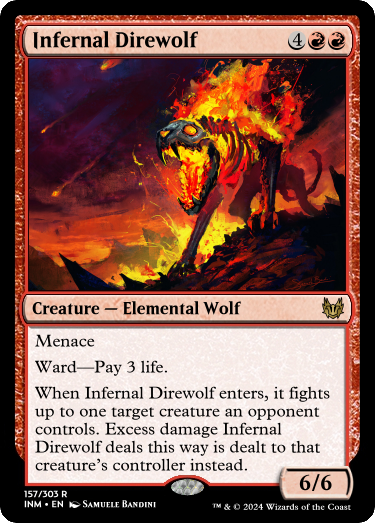 Infernal Direwolf 4
Creature — Elemental Wolf
Menace
Ward—Pay 3 life.
When Infernal Direwolf enters, it fights
up to one target creature an opponent
controls. Excess damage Infernal
Direwolf deals this way is dealt to that
creature's controller instead.
6/6
157/303 R
INM • EN Samuele Bandini ™ & © 2024 Wizards of the Coast